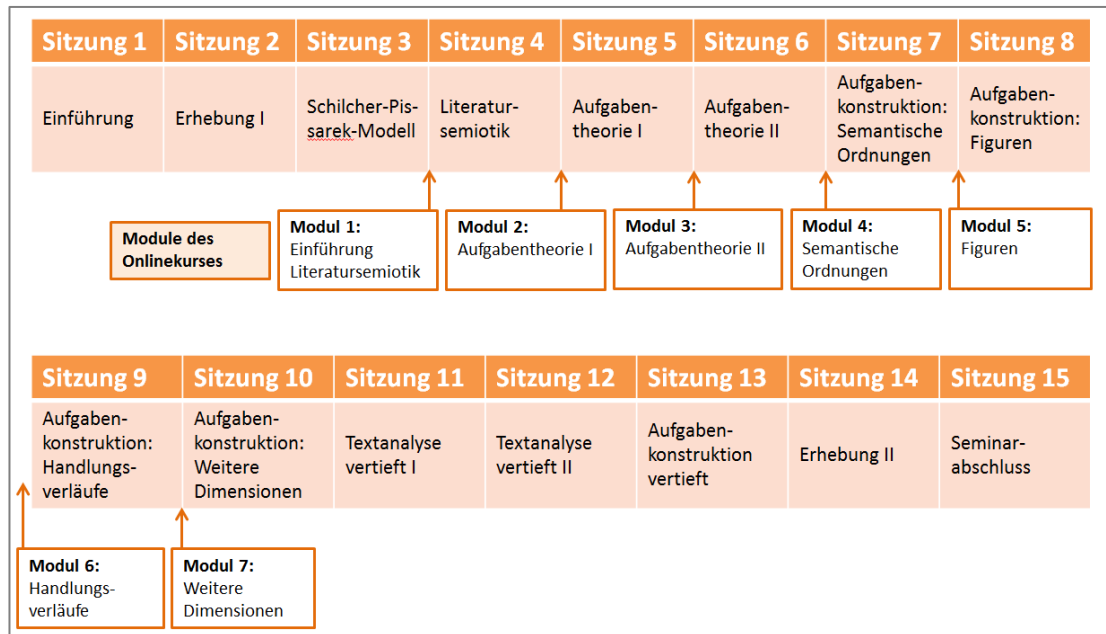 Sitzung 1
Sitzung 2
Sitzung 3
Sitzung 4
Sitzung 5
Sitzung 6
Sitzung 7
Sitzung 8
Einführung
Erhebung I
Schilcher-Pis-
sarek-Modell
Literatur-
semiotik
Aufgaben-
theorie I
Aufgaben-
theorie II
Aufgaben-
konstruktion:
Semantische
Ordnungen
Aufgaben-
konstruktion:
Figuren
Module des
Onlinekurses
Modul 1:
Einführung
Literatursemiotik
Modul 2:
Aufgabentheorie I
Modul 3:
Aufgabentheorie II
Modul 4:
Semantische
Ordnungen
Modul 5:
Figuren
Sitzung 9
Sitzung 10
Sitzung 11
Sitzung 12
Sitzung 13
Sitzung 14
Sitzung 15
Aufgaben-
konstruktion:
Handlungs-
verläufe
Aufgaben-
konstruktion:
Weitere
Dimensionen
Textanalyse
vertieft I
Textanalyse
vertieft II
Aufgaben-
konstruktion
vertieft
Erhebung II
Seminar-
abschluss
Modul 6:
Handlungs-
verläufe
Modul 7:
Weitere
Dimensionen